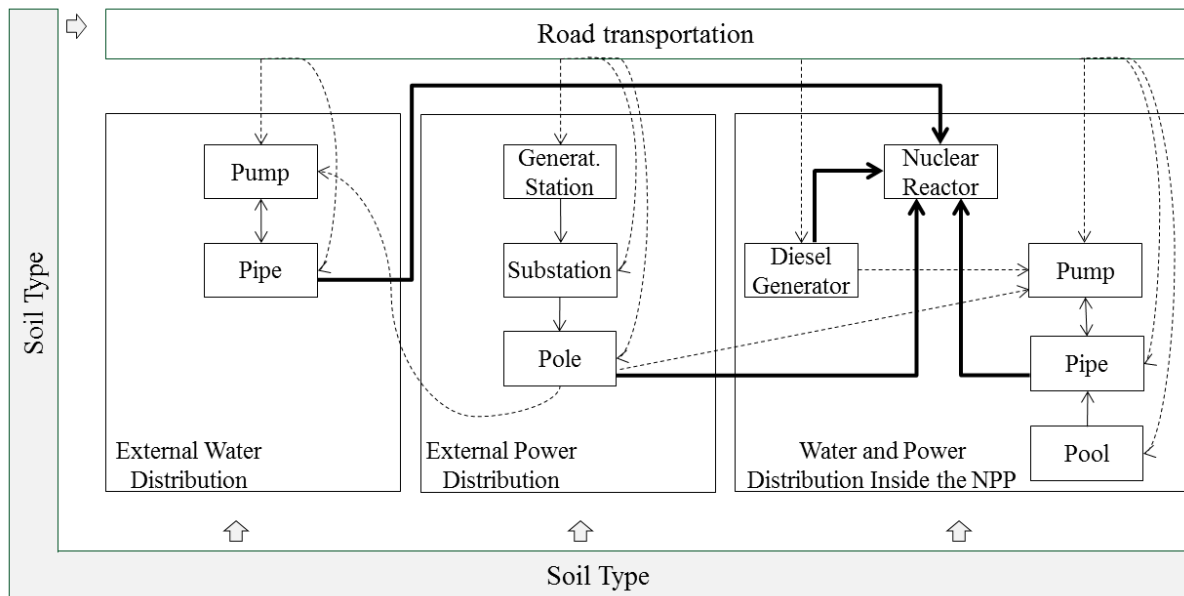 Road transportation
Soil Type
Pump
Pipe
External Water
Distribution
Generat.
Station
Substation
Pole
External Power
Distribution
Nuclear
Reactor
Diesel
Generator
Pump
Pipe
Pool
Water and Power
Distribution Inside the NPP
Soil Type